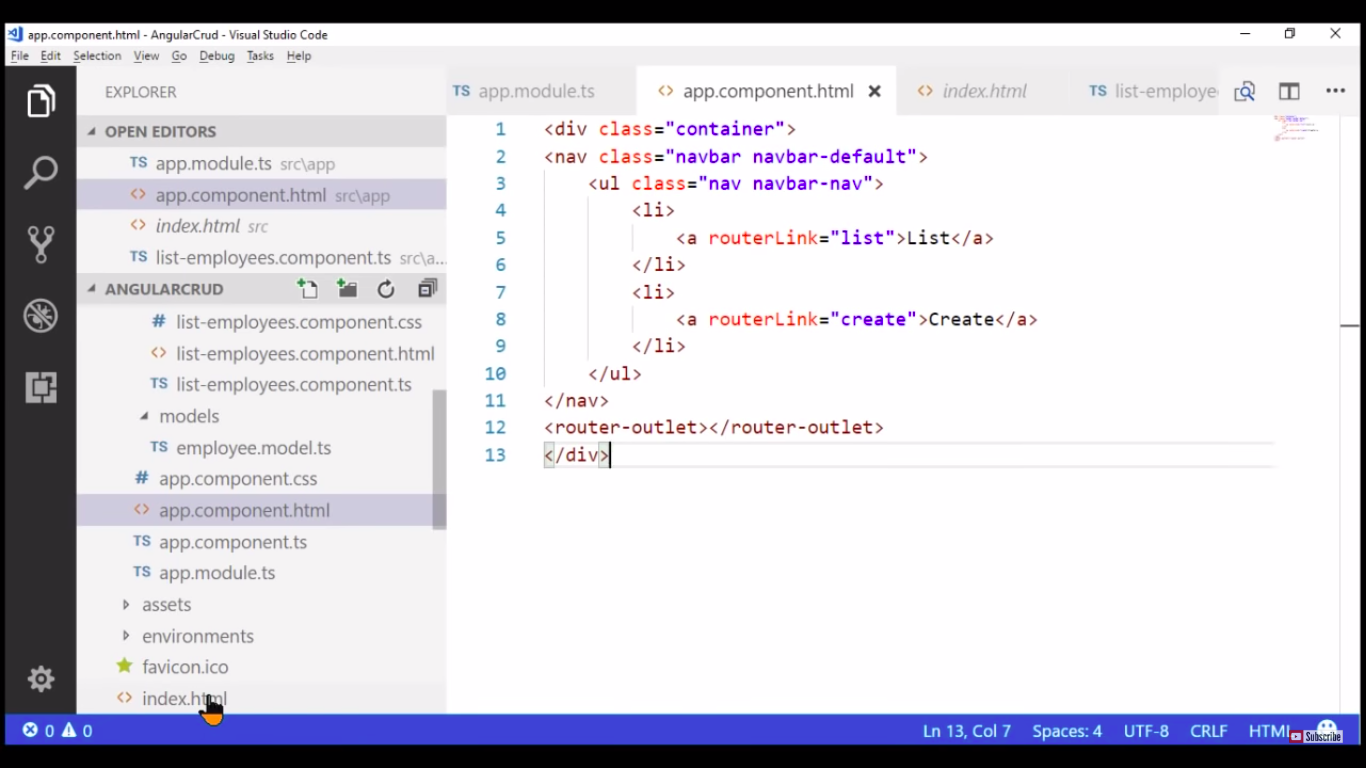 app.component.html - AngularCrud - Visual Studio Code
File Edit Selection View Go Debug Tasks Help
EXPLORER
OPEN EDITORS
TS app.module.ts src\app
<> app.component.html src\app
<> index.html src
TS list-employees.component.ts src\a...
ANGULARCRUD
# list-employees.component.css
<> list-employees.component.html
TS list-employees.component.ts
models
TS employee.model.ts
# app.component.css
<> app.component.html
TS app.component.ts
TS app.module.ts
assets
environments
favicon.ico
<> index.html
TS app.module.ts <> app.component.html <> index.html TS list-employee
1 <div class="container">
2 <nav class="navbar navbar-default">
3 <ul class="nav navbar-nav">
4 <li>
5 <a routerLink="list">List</a>
6 </li>
7 <li>
8 <a routerLink="create">Create</a>
9 </li>
10 </ul>
11 </nav>
12 <router-outlet></router-outlet>
13 </div>
0 0 Ln 13, Col 7 Spaces: 4 UTF-8 CRLF HTML
Subscribe